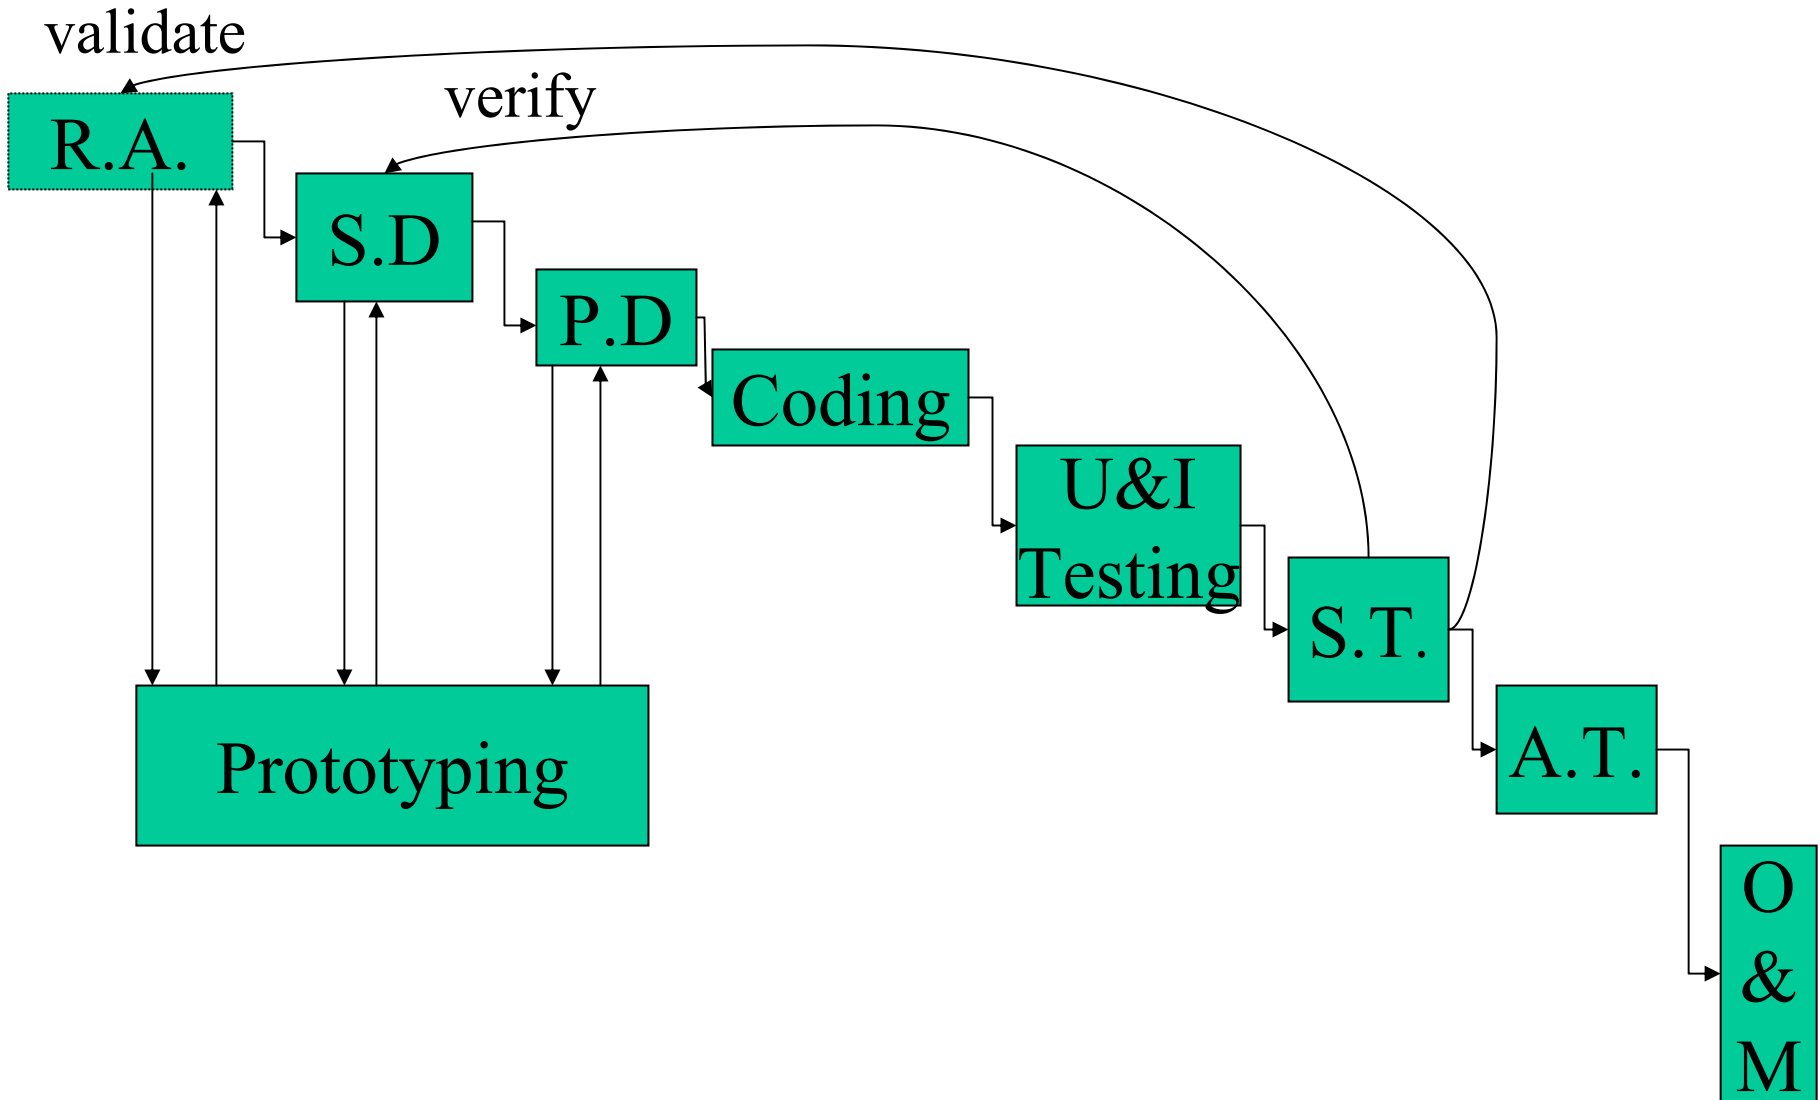 validate
verify
R.A.
S.D
P.D
Coding
U&I
Testing
S.T.
Prototyping
A.T.
O
&
M